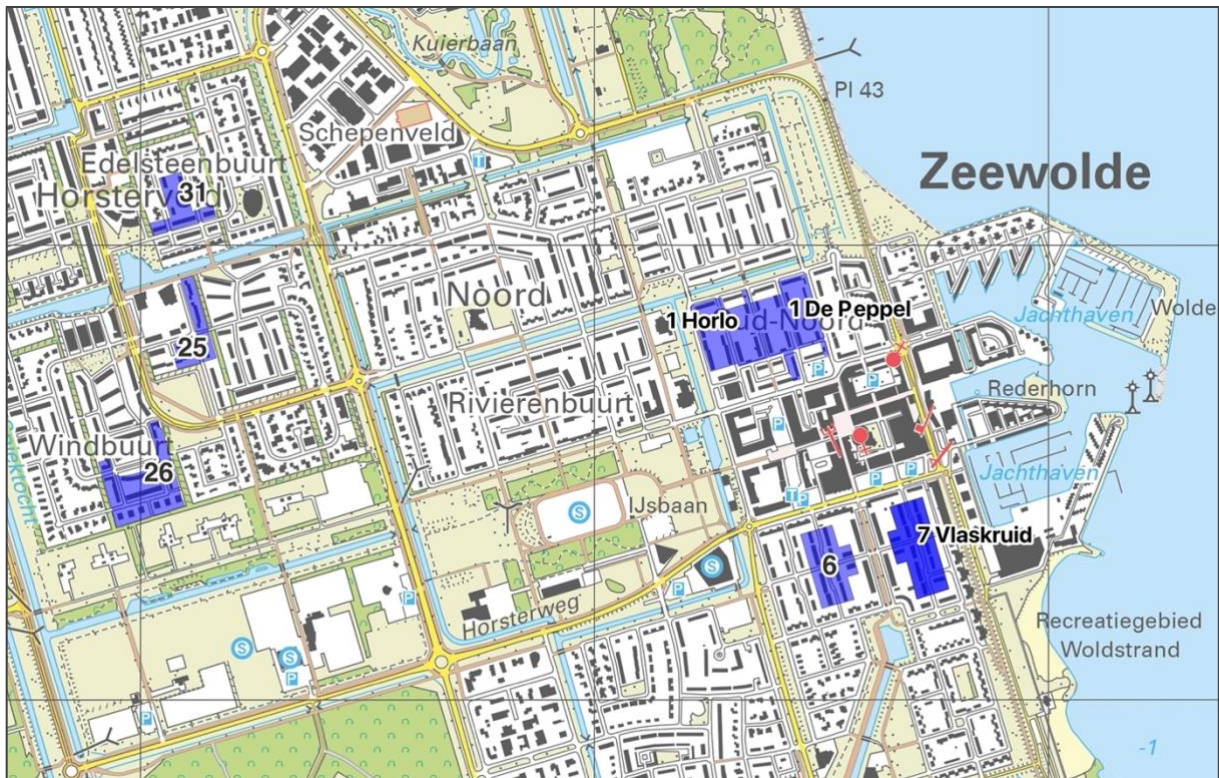 Kuierbaan
Pl 43
Schepenveld
T
Zeewolde
Edelsteenbuurt
31
Noord
1 Horlo
1 De Peppel
Jachthaven
Wolde
25
P
P
Rederhorn
Rivierenbuurt
P
Windbuurt
26
Jachthaven
P
T P
S
IJsbaan
7 Vlaskruid
6
S
P
P
Horsterweg
Recreatiegebied
Woldstrand
S
S
P
P
-1